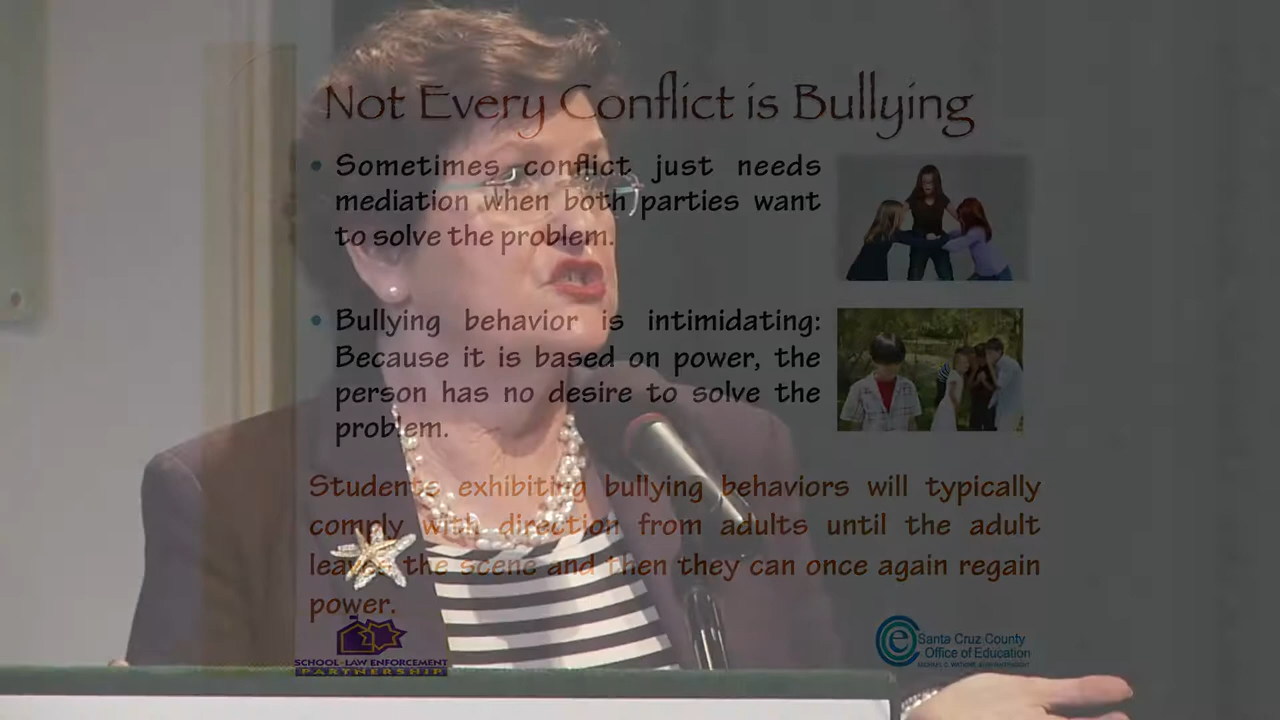 Not Every Conflict is Bullying
• Sometimes conflict just needs
mediation when both parties want
to solve the problem.
• Bullying behavior is intimidating:
Because it is based on power, the
person has no desire to solve the
problem.
Students exhibiting bullying behaviors will typically
comply with direction from adults until the adult
leaves the scene and then they can once again regain
power.
SCHOOL-LAW ENFORCEMENT
PARTNERSHIP
Santa Cruz County
Office of Education